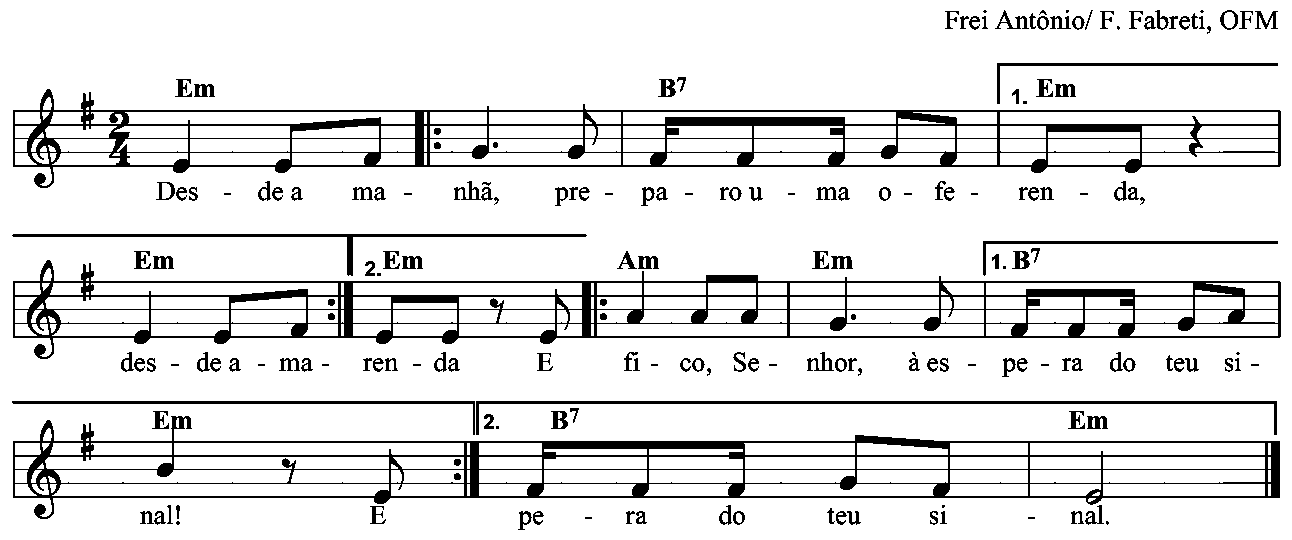 Frei Antônio/ F. Fabreti, OFM
Em B7 1. Em
2/4
Des - de a ma - nhã, pre - pa - ro u - ma o - fe - ren - da,
Em 2. Em Am Em 1. B7
des - de a - ma - ren - da E fi - co, Se - nhor, à es - pe - ra do teu si -
Em 2. B7 Em
nal! E pe - ra do teu si - nal.